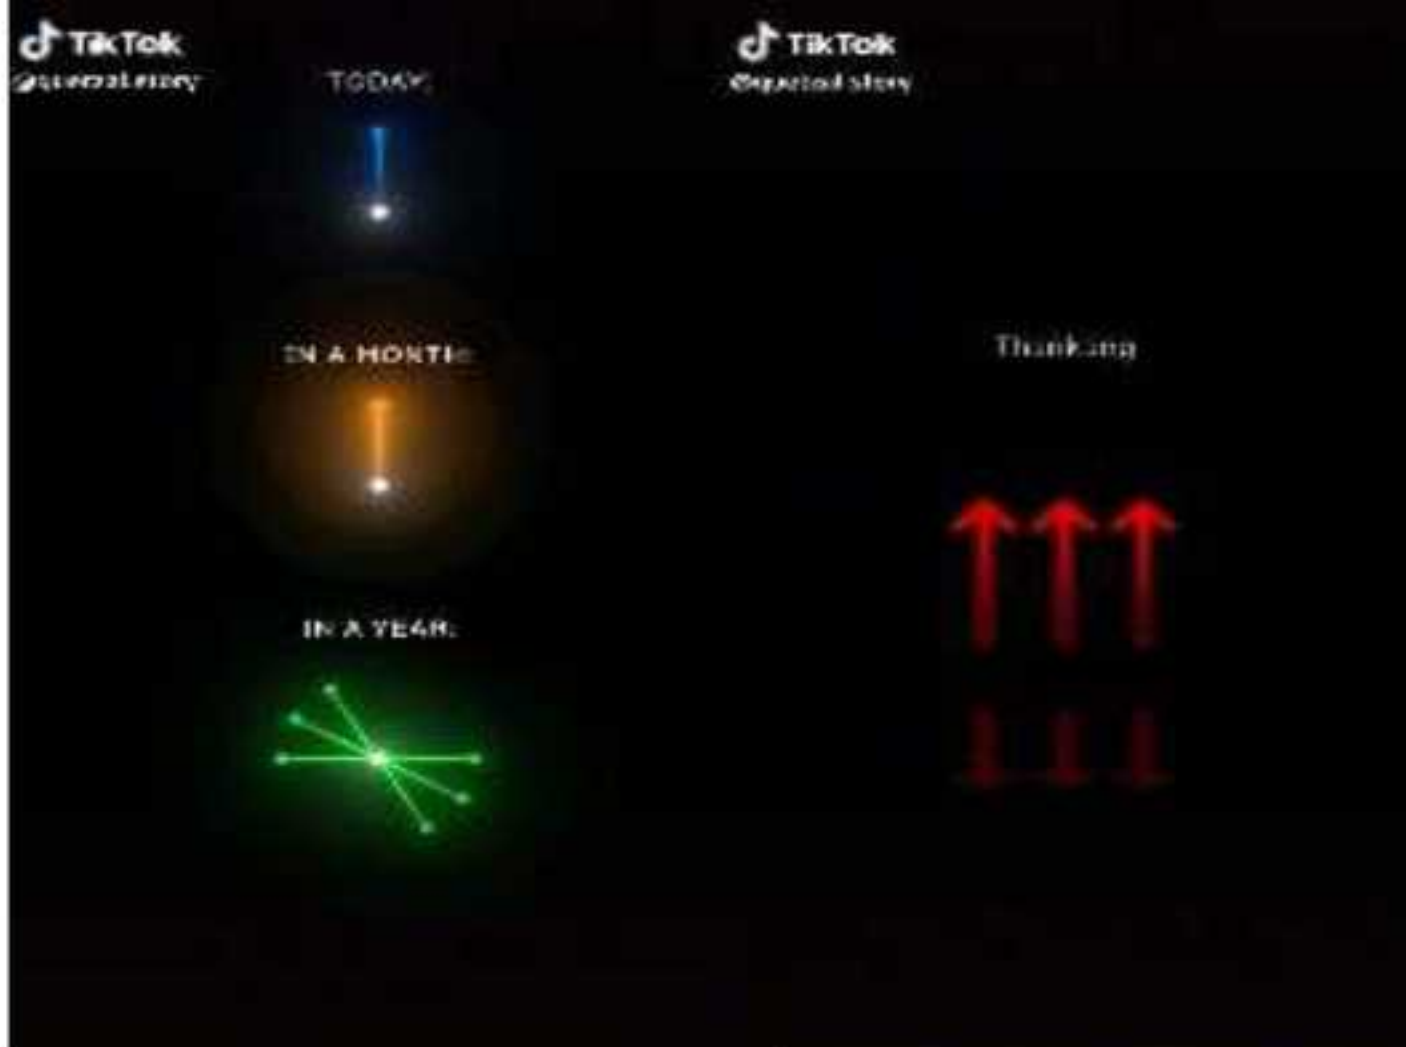 TikTok
TODAY:
IN A MONTH:
IN A YEAR:
TikTok
Thinking